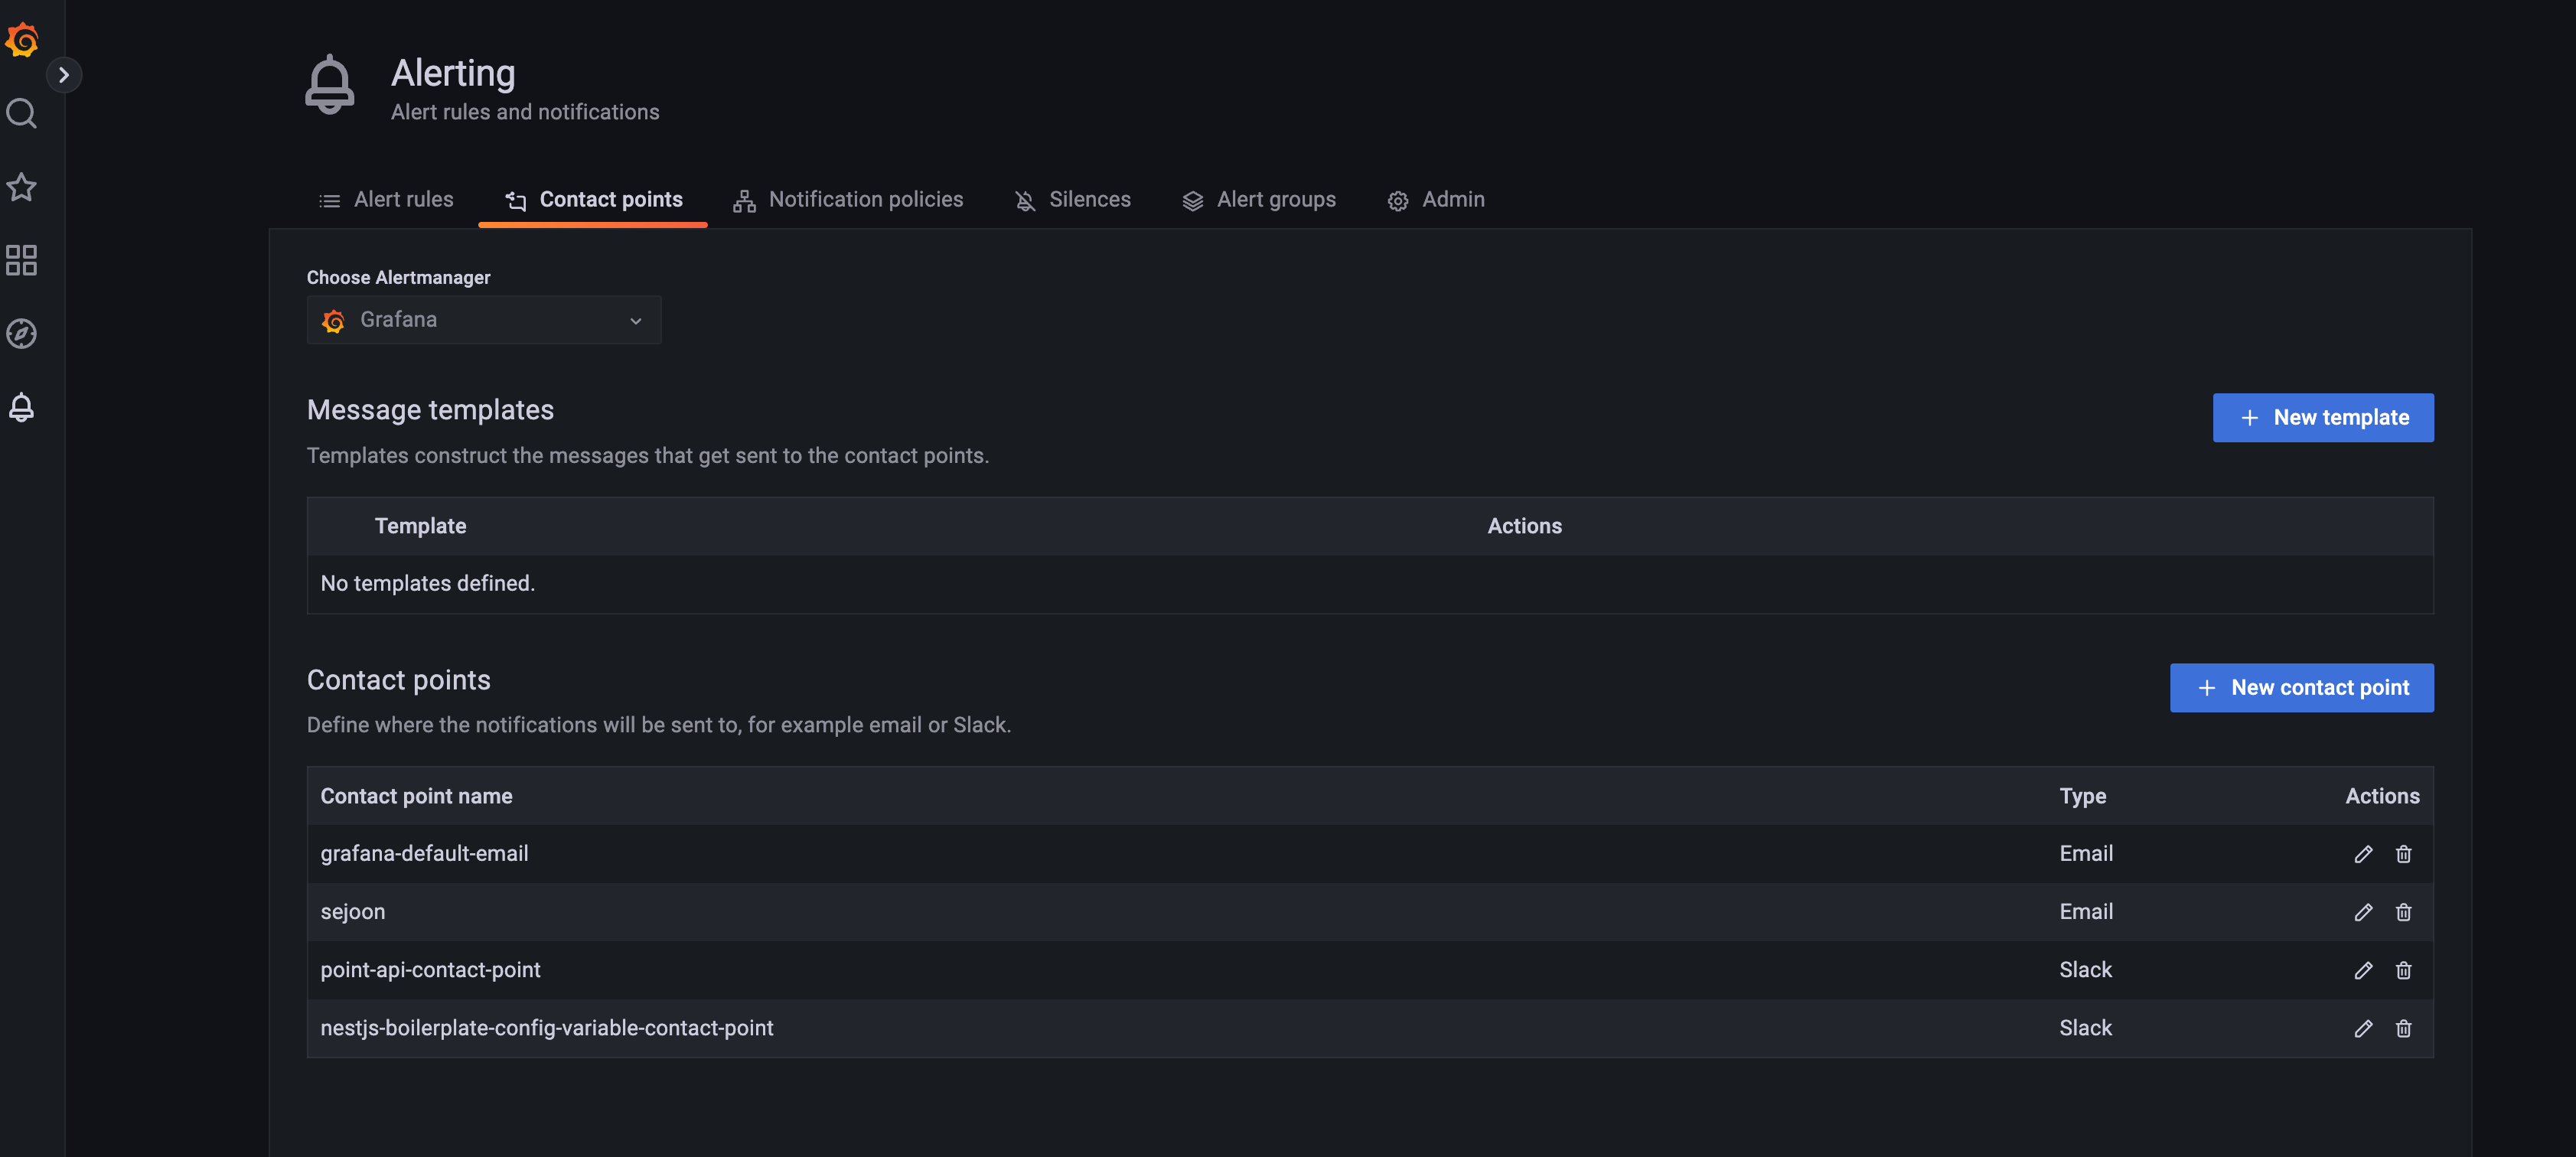 Alerting
Alert rules and notifications
Alert rules Contact points Notification policies Silences Alert groups Admin
Choose Alertmanager
Grafana
Message templates
New template
Templates construct the messages that get sent to the contact points.
Template Actions
No templates defined.
Contact points
New contact point
Define where the notifications will be sent to, for example email or Slack.
Contact point name Type Actions
grafana-default-email Email
sejoon Email
point-api-contact-point Slack
nestjs-boilerplate-config-variable-contact-point Slack